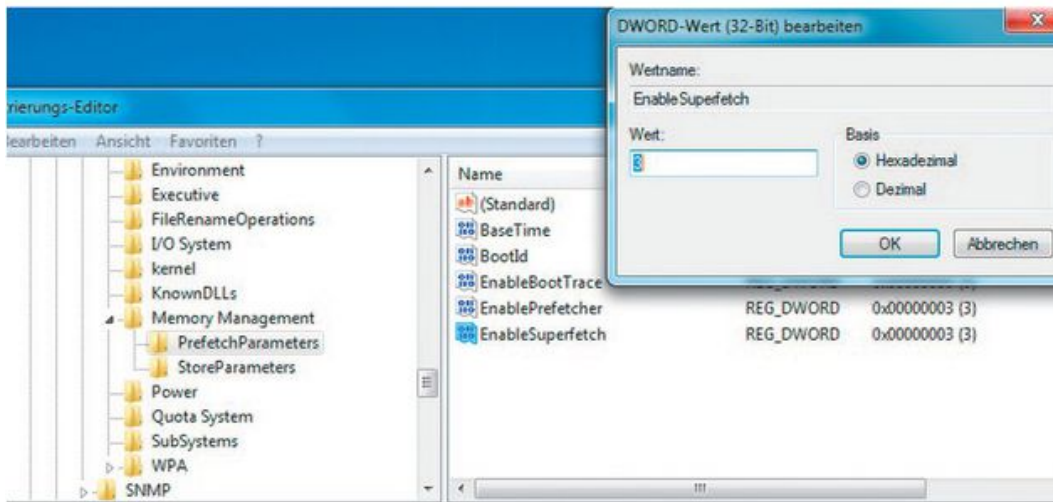 DWORD-Wert (32-Bit) bearbeiten
Wertname:
EnableSuperfetch
Wert:
3
Basis
Hexadezimal
Dezimal
OK
Abbrechen
rierungs-Editor
Bearbeiten Ansicht Favoriten ?
Environment
Executive
FileRenameOperations
I/O System
kernel
KnownDLLs
Memory Management
PrefetchParameters
StoreParameters
Power
Quota System
SubSystems
WPA
SNMP
Name
(Standard)
BaseTime
BootId
EnableBootTrace
EnablePrefetcher REG_DWORD 0x00000003 (3)
EnableSuperfetch REG_DWORD 0x00000003 (3)